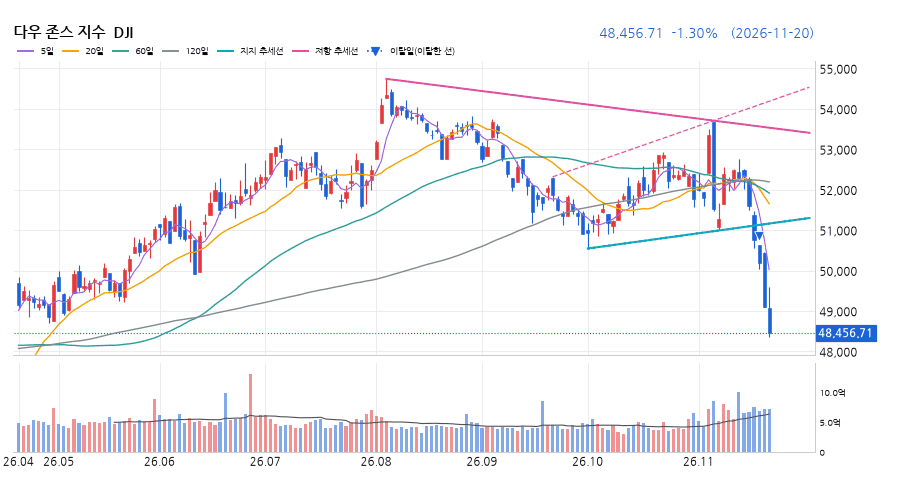 다우 존스 지수 DJI
48,456.71 -1.30% (2026-11-20)
5일 20일 60일 120일 지지 추세선 저항 추세선 이탈일(이탈한 선)
55,000
54,000
53,000
52,000
51,000
50,000
49,000
48,456.71
48,000
10.0억
5.0억
0
26.04 26.05 26.06 26.07 26.08 26.09 26.10 26.11